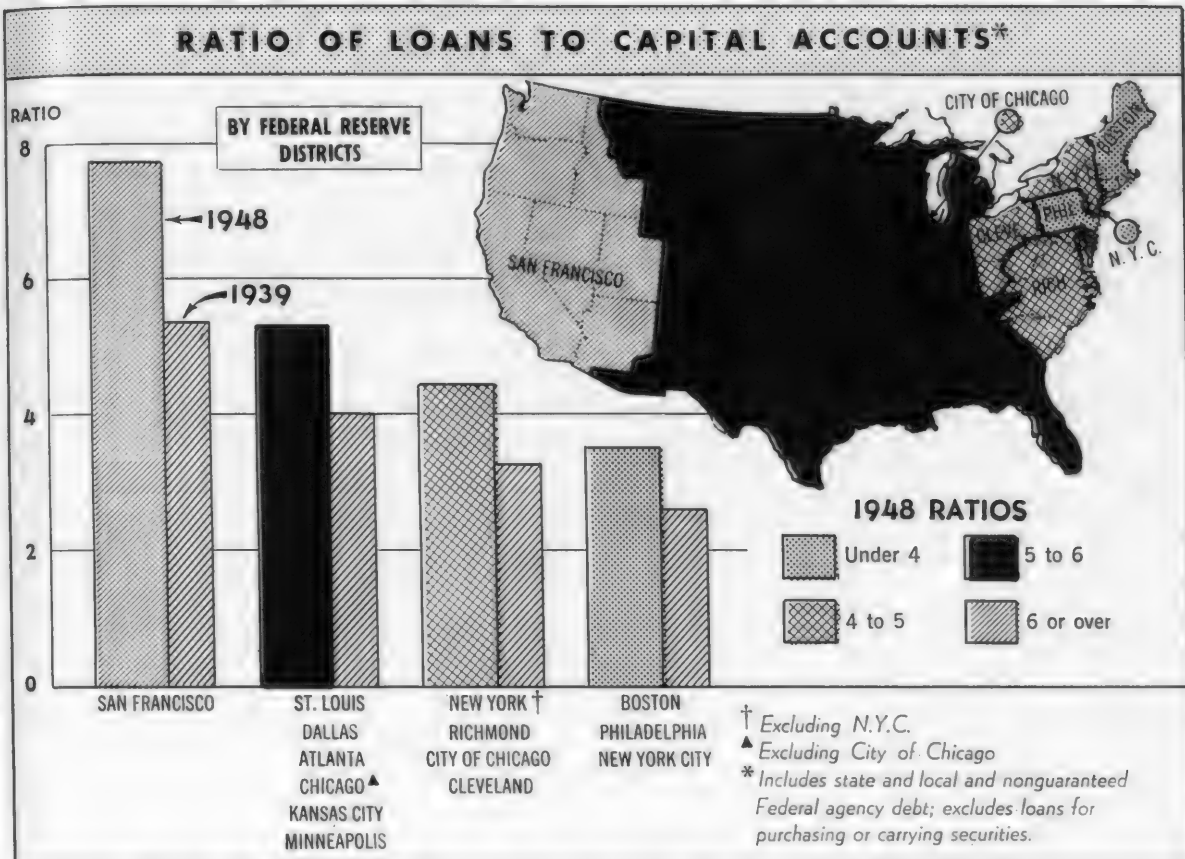 RATIO OF LOANS TO CAPITAL ACCOUNTS*
RATIO
BY FEDERAL RESERVE
DISTRICTS
8
6
4
2
0
1948
1939
CITY OF CHICAGO
BOSTON
PHIL
CLEVE
N.Y.C.
RICH
SAN FRANCISCO
1948 RATIOS
Under 4
5 to 6
4 to 5
6 or over
SAN FRANCISCO
ST. LOUIS
DALLAS
ATLANTA
CHICAGO▲
KANSAS CITY
MINNEAPOLIS
NEW YORK †
RICHMOND
CITY OF CHICAGO
CLEVELAND
BOSTON
PHILADELPHIA
NEW YORK CITY
† Excluding N.Y.C.
▲ Excluding City of Chicago
* Includes state and local and nonguaranteed
Federal agency debt; excludes loans for
purchasing or carrying securities.